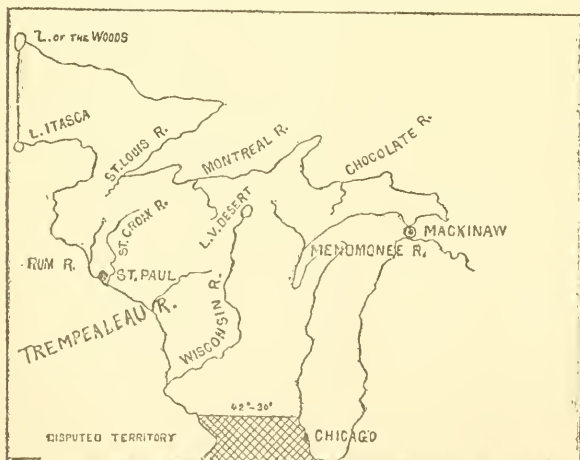 L. OF THE WOODS
L. ITASCA
ST. LOUIS R.
MONTREAL R.
CHOCOLATE R.
ST. CROIX R.
L. V. DESERT
MACKINAW
MENOMONEE R.
RUM R.
ST. PAUL
TREMPEALEAU R.
WISCONSIN R.
42°-30'
DISPUTED TERRITORY
CHICAGO